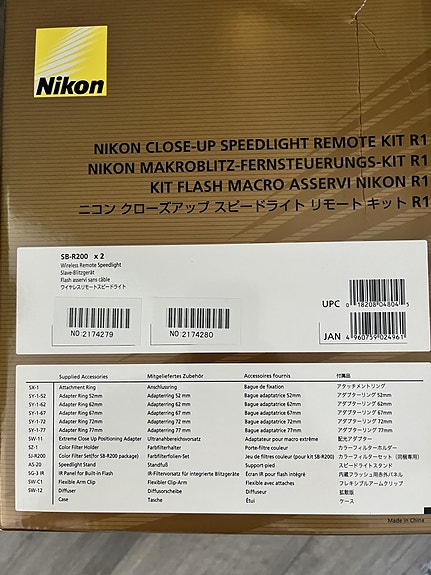 Nikon
NIKON CLOSE-UP SPEEDLIGHT REMOTE KIT R1
NIKON MAKROBLITZ-FERNSTEUERUNGS-KIT R1
KIT FLASH MACRO ASSERVI NIKON R1
ニコン クローズアップ スピードライト リモート キット R1
SB-R200 x 2
Wireless Remote Speedlight
Slave-Blitzgerät
Flash asservi sans câble
ワイヤレスリモートスピードライト
NO.2174279 NO.2174280
UPC 0 18208 04804 5
JAN 4 960759 024961
Supplied Accessories Mitgeliefertes Zubehör Accessoires fournis 付属品
SX-1 Attachment Ring Anschlussring Bague de fixation アタッチメントリング
SY-1-52 Adapter Ring 52mm Adapterring 52 mm Bague adaptatrice 52mm アダプターリング 52mm
SY-1-62 Adapter Ring 62mm Adapterring 62 mm Bague adaptatrice 62mm アダプターリング 62mm
SY-1-67 Adapter Ring 67mm Adapterring 67 mm Bague adaptatrice 67mm アダプターリング 67mm
SY-1-72 Adapter Ring 72mm Adapterring 72 mm Bague adaptatrice 72mm アダプターリング 72mm
SY-1-77 Adapter Ring 77mm Adapterring 77 mm Bague adaptatrice 77mm アダプターリング 77mm
SW-11 Extreme Close Up Positioning Adapter Ultranahbereichvorsatz Adaptateur pour macro extrême 配光アダプター
SZ-1 Color Filter Holder Farbfilterhalter Porte-filtre couleur カラーフィルターホルダー
SJ-R200 Color Filter Set(for SB-R200 package) Farbfilterfolien-Set Jeu de filtres couleur (pour kit SB-R200) カラーフィルターセット (同梱専用)
AS-20 Speedlight Stand Standfuß Support-pied スピードライトスタンド
SG-3 IR IR Panel for Built-in Flash IR-Filtervorsatz für integrierte Blitzgeräte Ecran IR pour flash intégré 内蔵フラッシュ用赤外パネル
SW-C1 Flexible Arm Clip Flexibler Clip-Arm Flexible avec attaches フレキシブルアームクリップ
SW-12 Diffuser Diffusorscheibe Diffuseur 拡散板
Case Tasche Etui ケース
Made in China